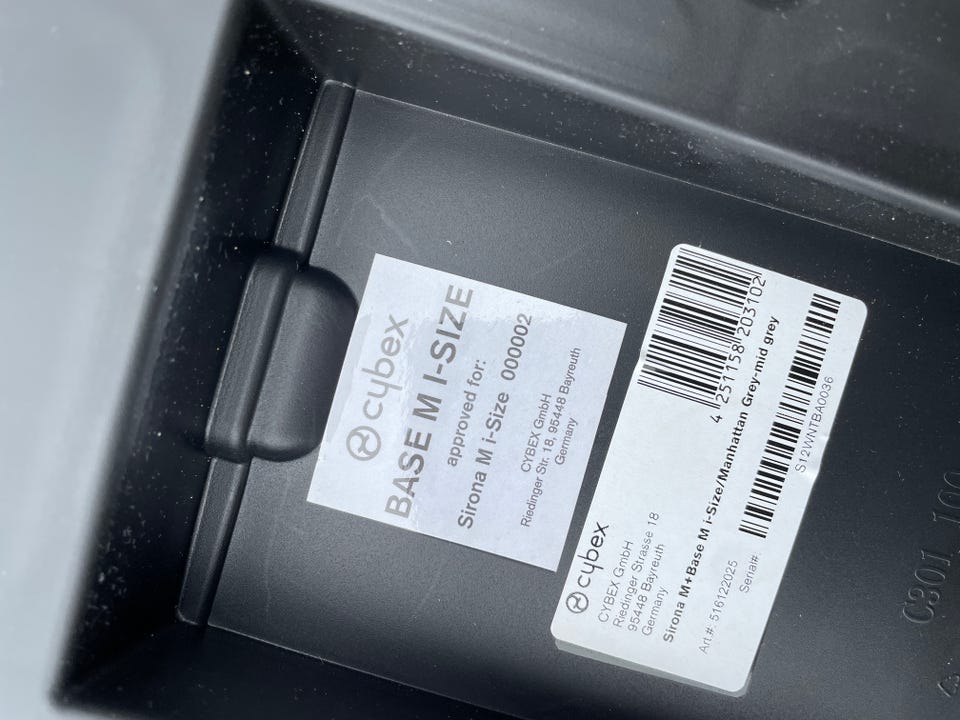 cybex
BASE M I-SIZE
approved for:
Sirona M i-Size 000002
CYBEX GmbH
Riedinger Str. 18, 95448 Bayreuth
Germany
4 251158 203102
cybex
CYBEX GmbH
Riedinger Strasse 18
95448 Bayreuth
Germany
Sirona M+Base M i-Size/Manhattan Grey-mid grey
Art.#: 516122025
Serial#:
S12WNTBA0036
C301 100